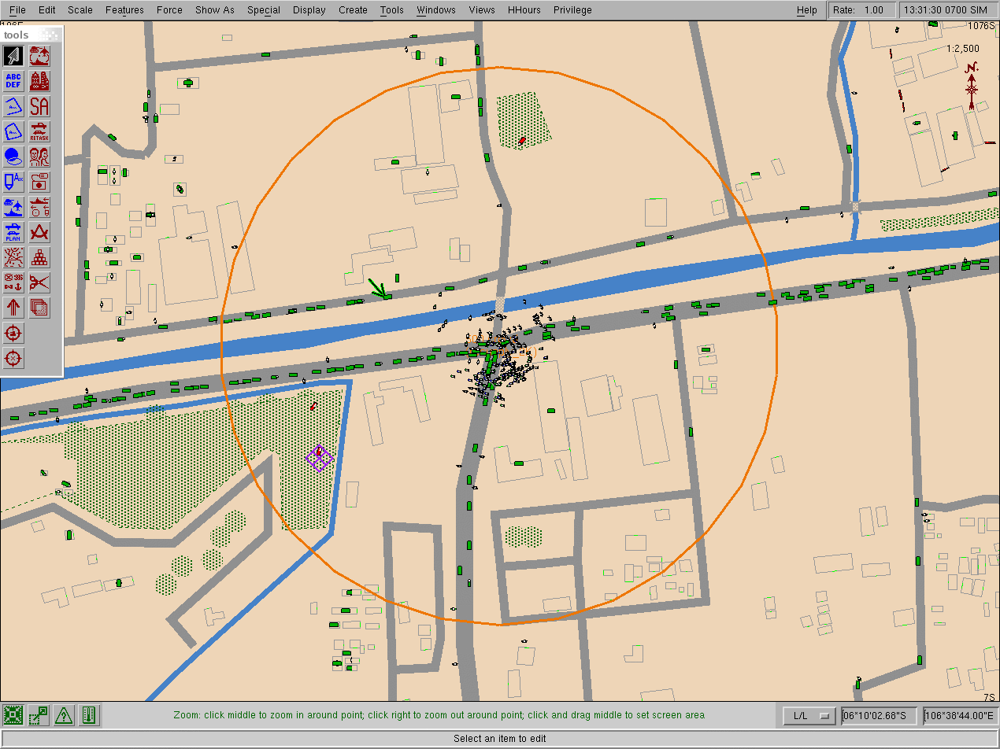 File Edit Scale Features Force Show As Special Display Create Tools Windows Views HHours Privilege Help Rate: 1.00 13:31:30 0700 SIM
1076S
tools
1:2,500
N
ABC
DEF
SA
RETASK
PLAN
7S
Zoom: click middle to zoom in around point; click right to zoom out around point; click and drag middle to set screen area
L/L 06°10'02.68"S 106°38'44.00"E
Select an item to edit